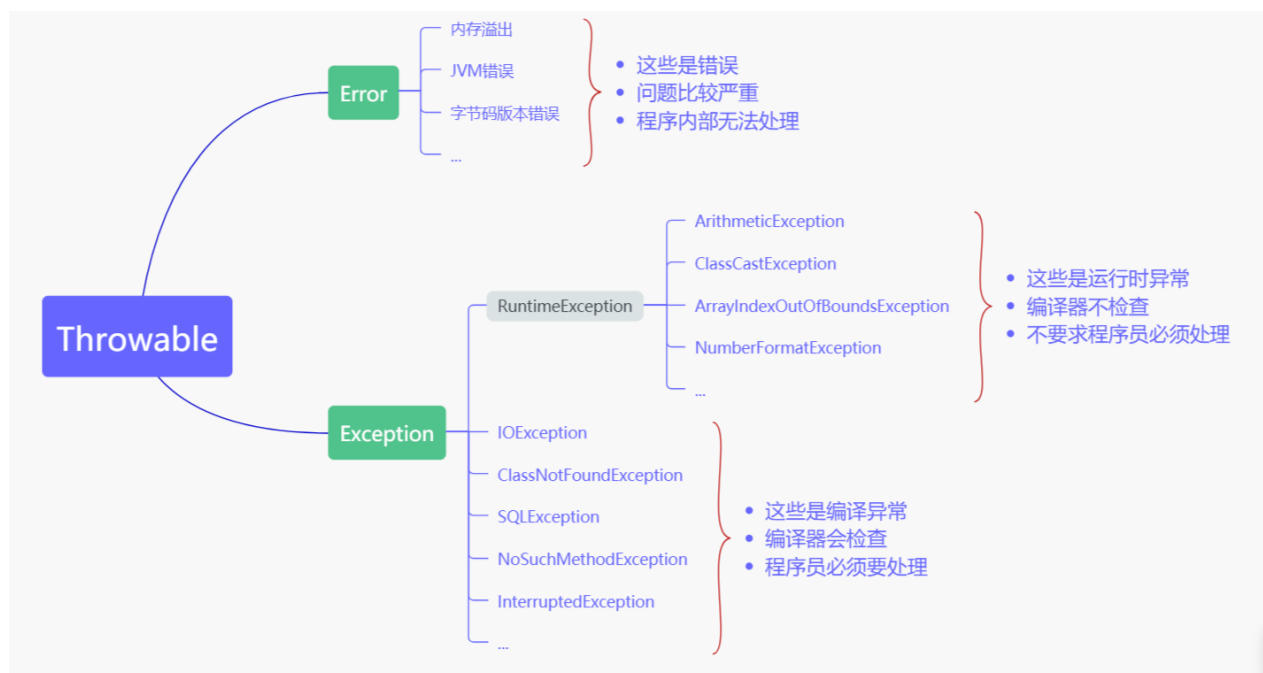 Throwable
Error
内存溢出
JVM错误
字节码版本错误
...
• 这些是错误
• 问题比较严重
• 程序内部无法处理
Exception
RuntimeException
ArithmeticException
ClassCastException
ArrayIndexOutOfBoundsException
NumberFormatException
...
• 这些是运行时异常
• 编译器不检查
• 不要求程序员必须处理
IOException
ClassNotFoundException
SQLException
NoSuchMethodException
InterruptedException
...
• 这些是编译异常
• 编译器会检查
• 程序员必须要处理